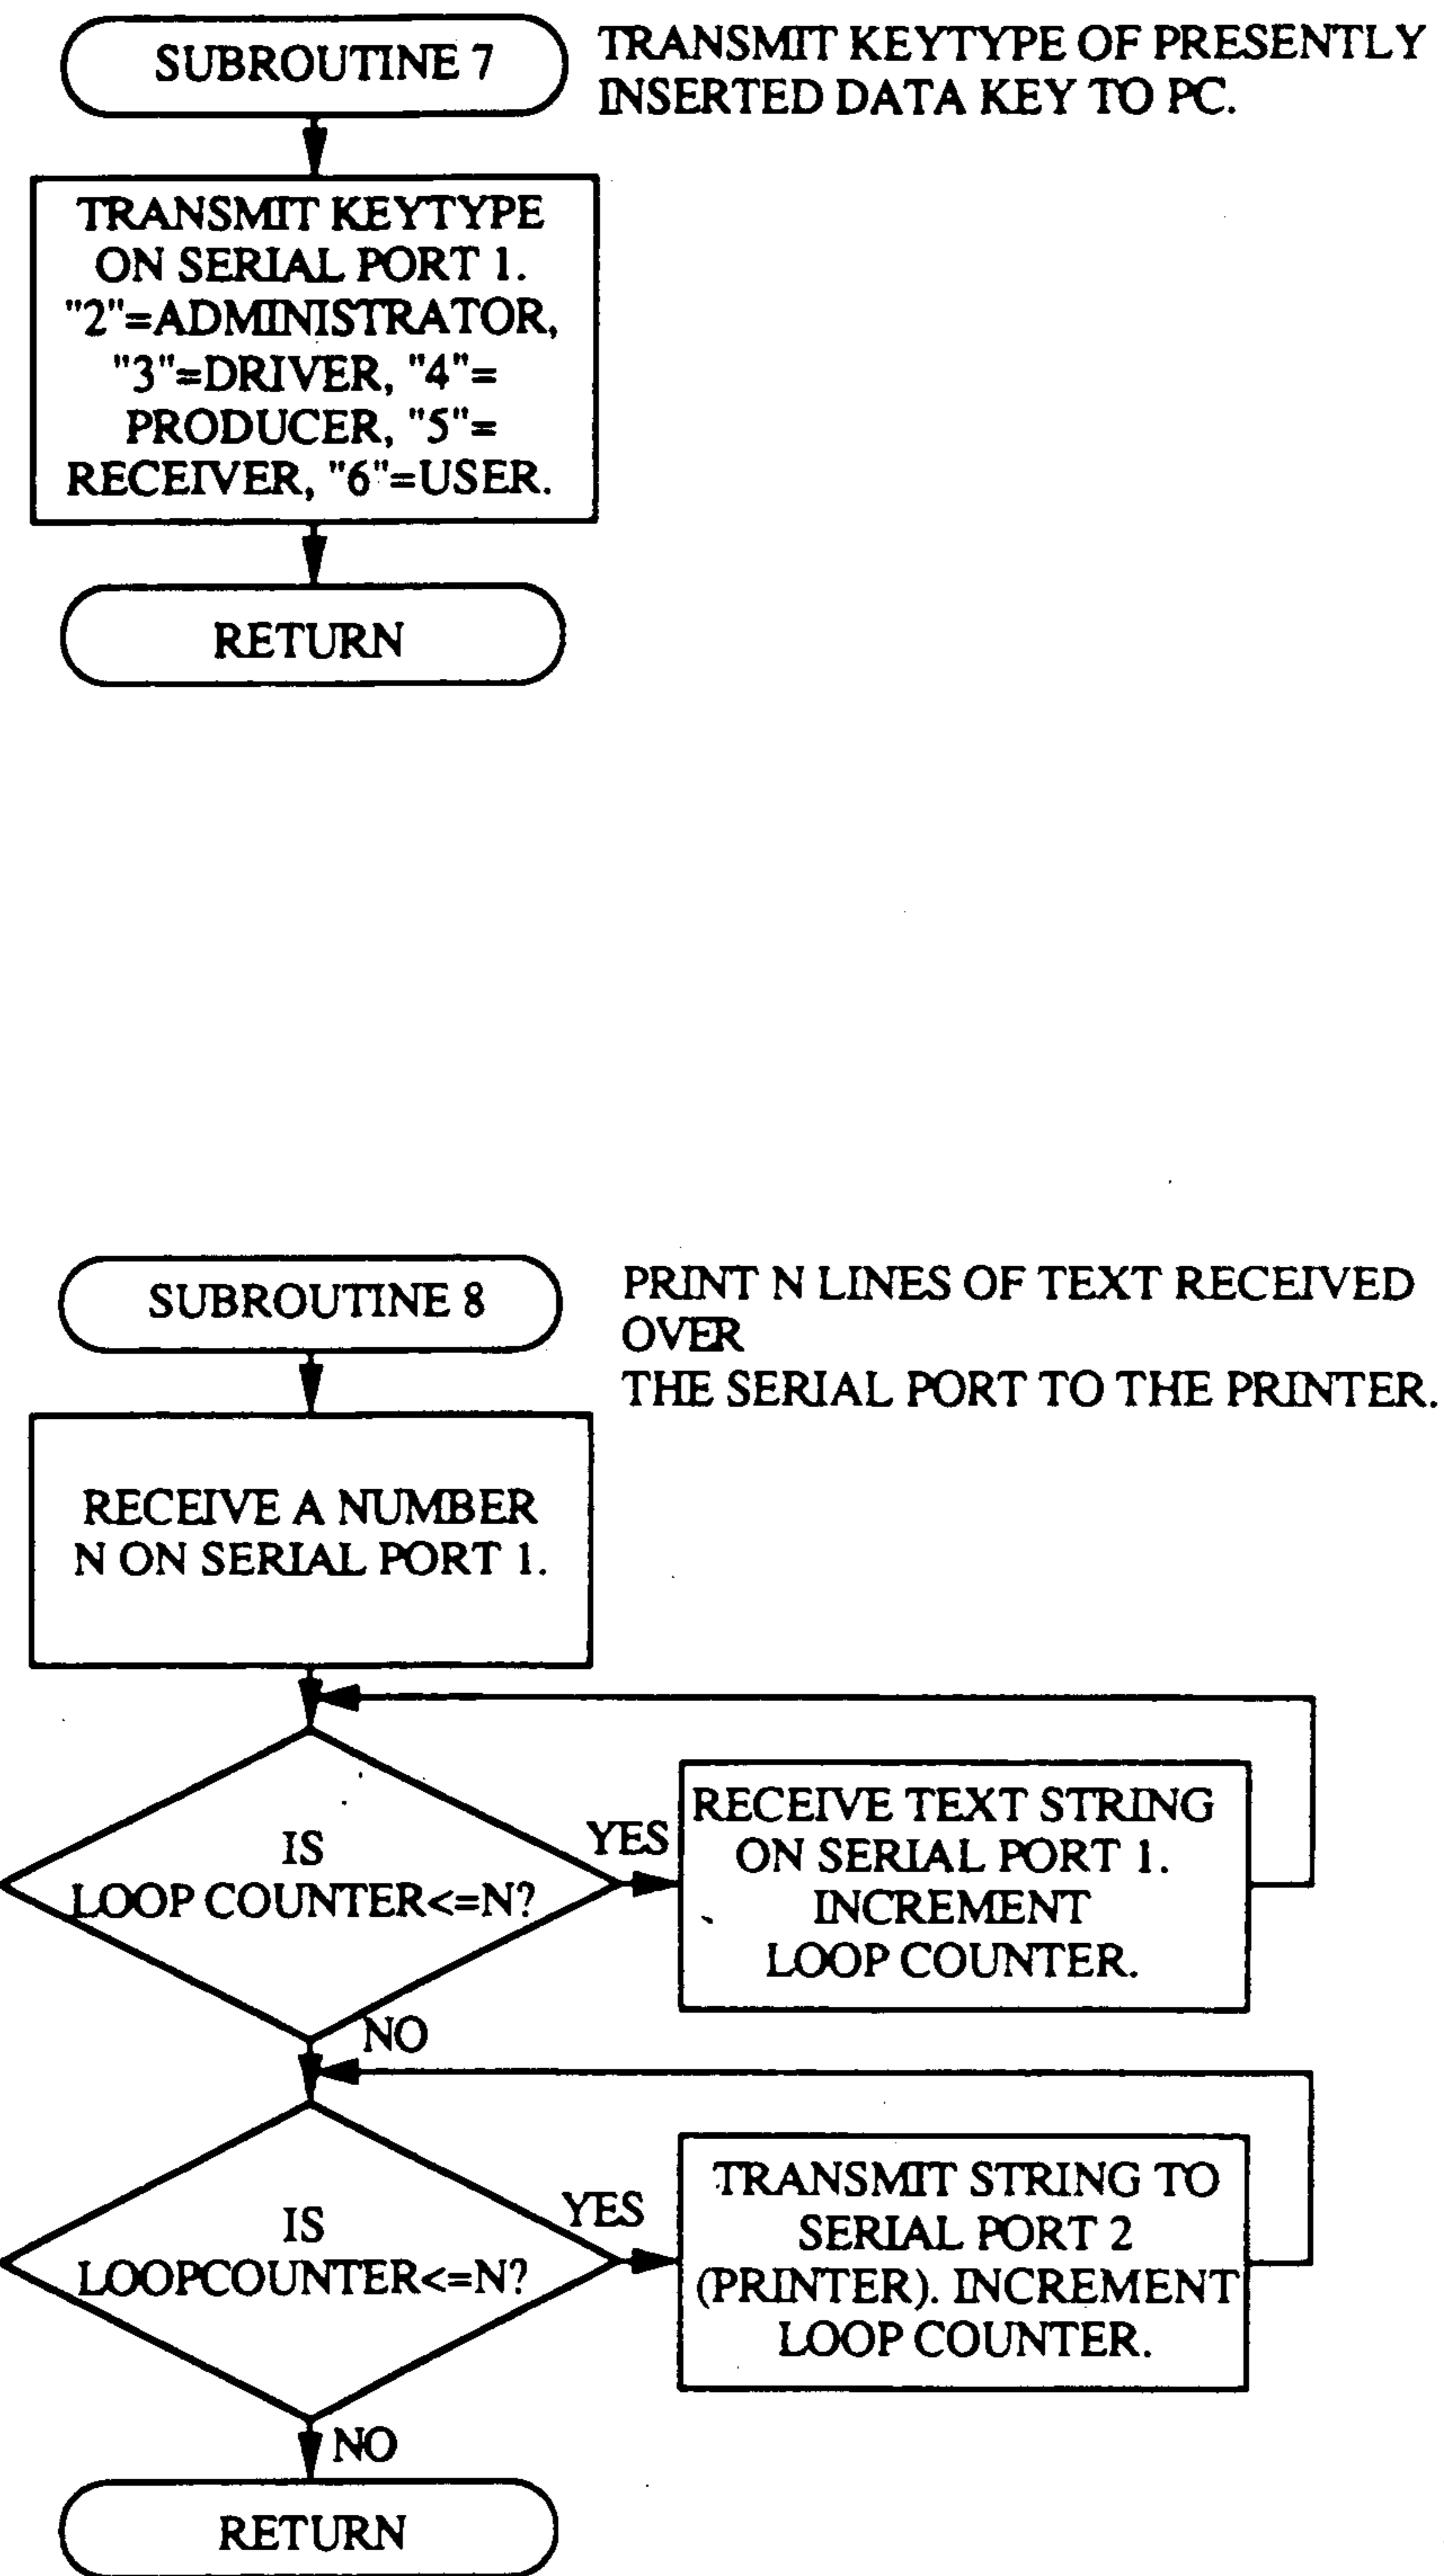 SUBROUTINE 7
TRANSMIT KEYTYPE OF PRESENTLY
INSERTED DATA KEY TO PC.
TRANSMIT KEYTYPE
ON SERIAL PORT 1.
"2"=ADMINISTRATOR,
"3"=DRIVER, "4"=
PRODUCER, "5"=
RECEIVER, "6"=USER.
RETURN
SUBROUTINE 8
PRINT N LINES OF TEXT RECEIVED
OVER
THE SERIAL PORT TO THE PRINTER.
RECEIVE A NUMBER
N ON SERIAL PORT 1.
IS
LOOP COUNTER<=N?
YES
RECEIVE TEXT STRING
ON SERIAL PORT 1.
INCREMENT
LOOP COUNTER.
NO
IS
LOOPCOUNTER<=N?
YES
TRANSMIT STRING TO
SERIAL PORT 2
(PRINTER). INCREMENT
LOOP COUNTER.
NO
RETURN